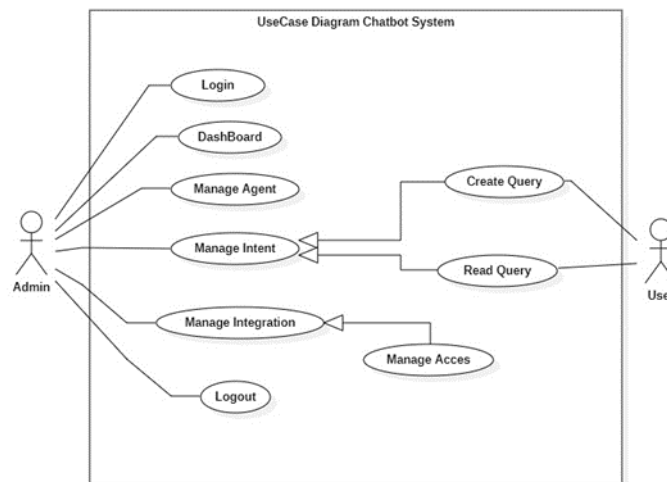 UseCase Diagram Chatbot System
Login
DashBoard
Manage Agent
Create Query
Manage Intent
Read Query
Admin
Use
Manage Integration
Manage Acces
Logout